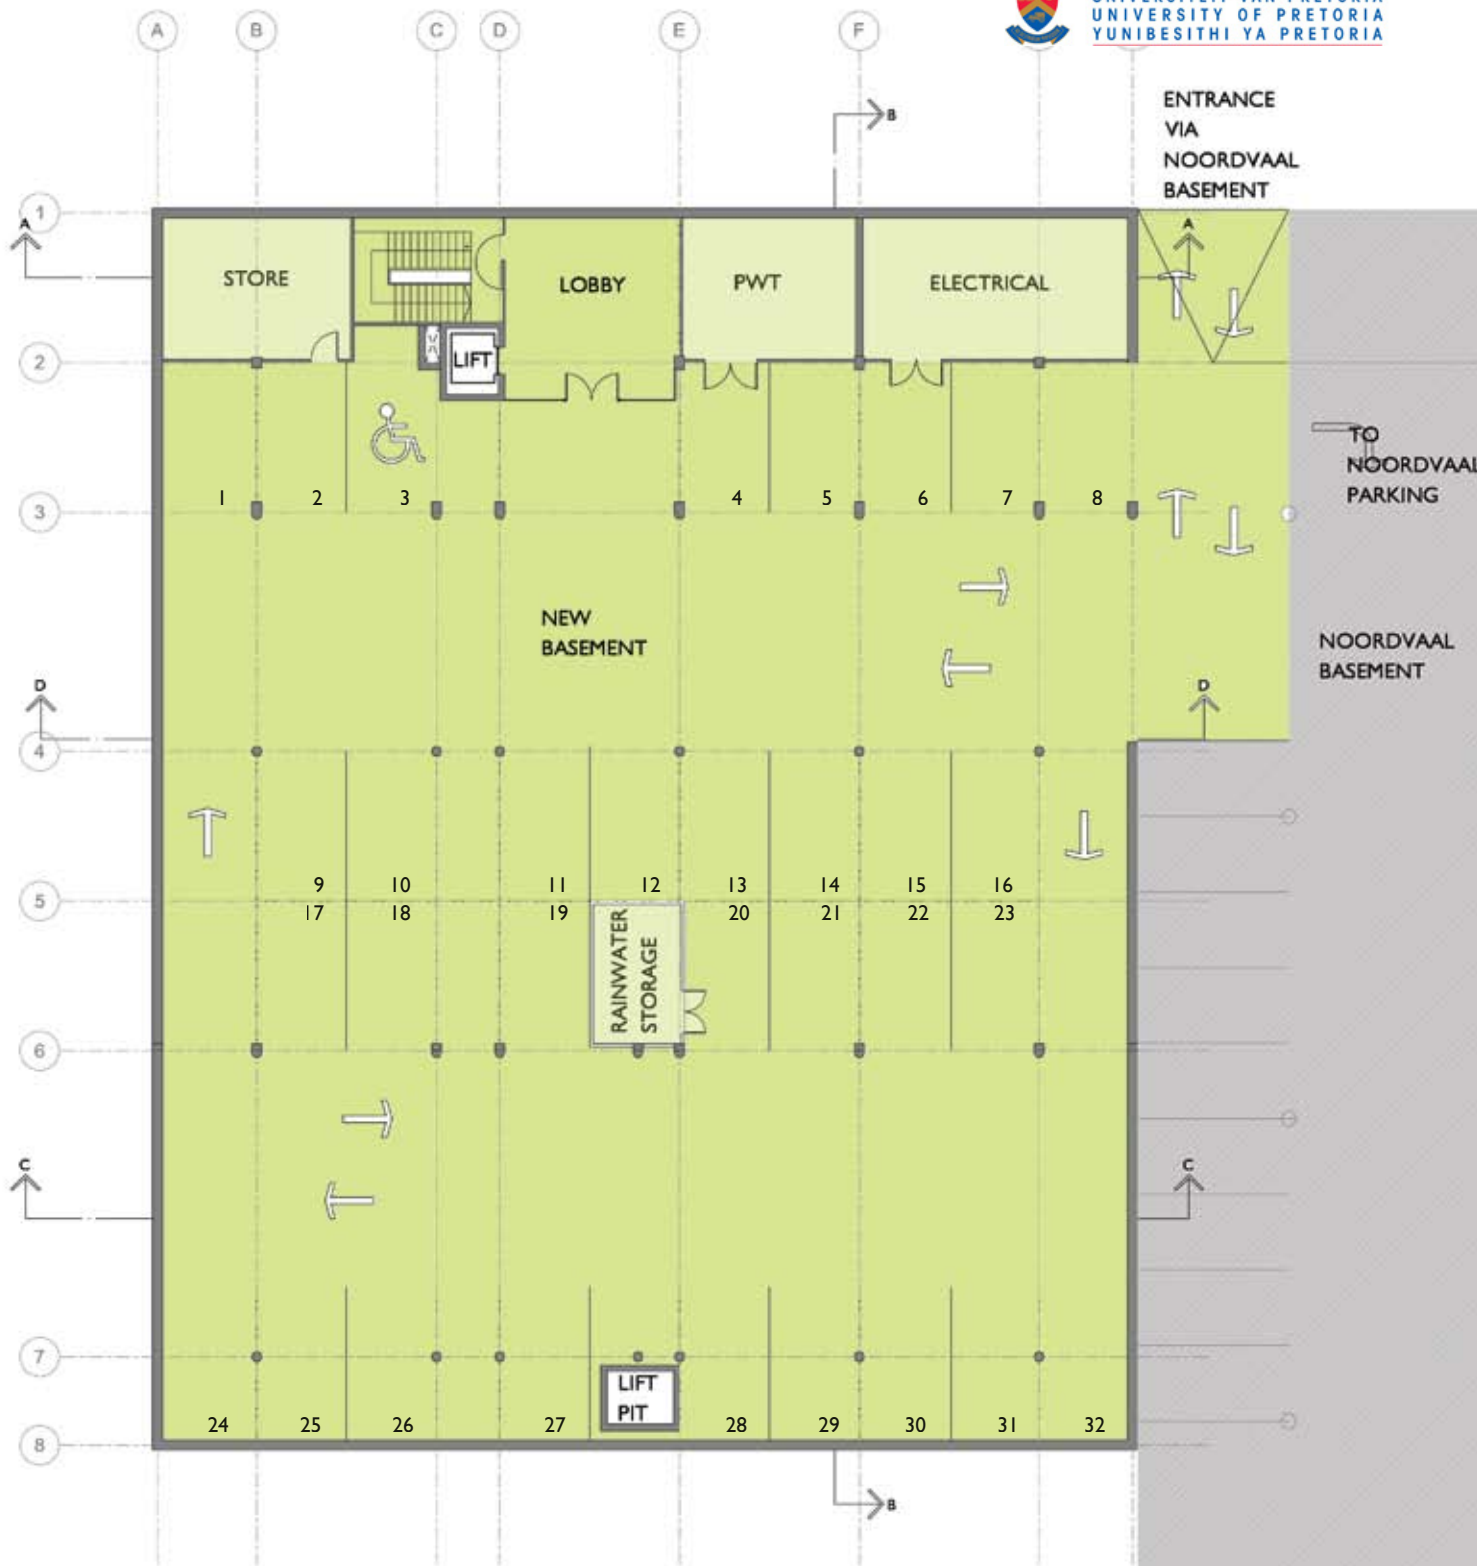 UNIVERSITEIT VAN PRETORIA
UNIVERSITY OF PRETORIA
YUNIBESITHI YA PRETORIA
A
B
C
D
E
F
B
ENTRANCE
VIA
NOORDVAAL
BASEMENT
1
A
A
STORE
LOBBY
PWT
ELECTRICAL
2
LIFT
TO
NOORDVAAL
PARKING
3
1
2
3
4
5
6
7
8
NEW
BASEMENT
NOORDVAAL
BASEMENT
D
D
4
9
10
11
12
13
14
15
16
5
17
18
19
20
21
22
23
RAINWATER
STORAGE
6
C
C
7
LIFT
PIT
24
25
26
27
28
29
30
31
32
8
B